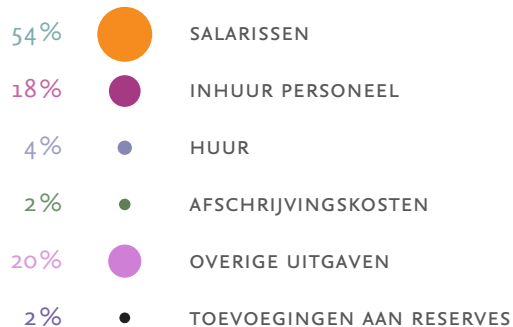 54% SALARISSEN
18% INHUUR PERSONEEL
4% HUUR
2% AFSCHRIJVINGSKOSTEN
20% OVERIGE UITGAVEN
2% TOEVOEGINGEN AAN RESERVES